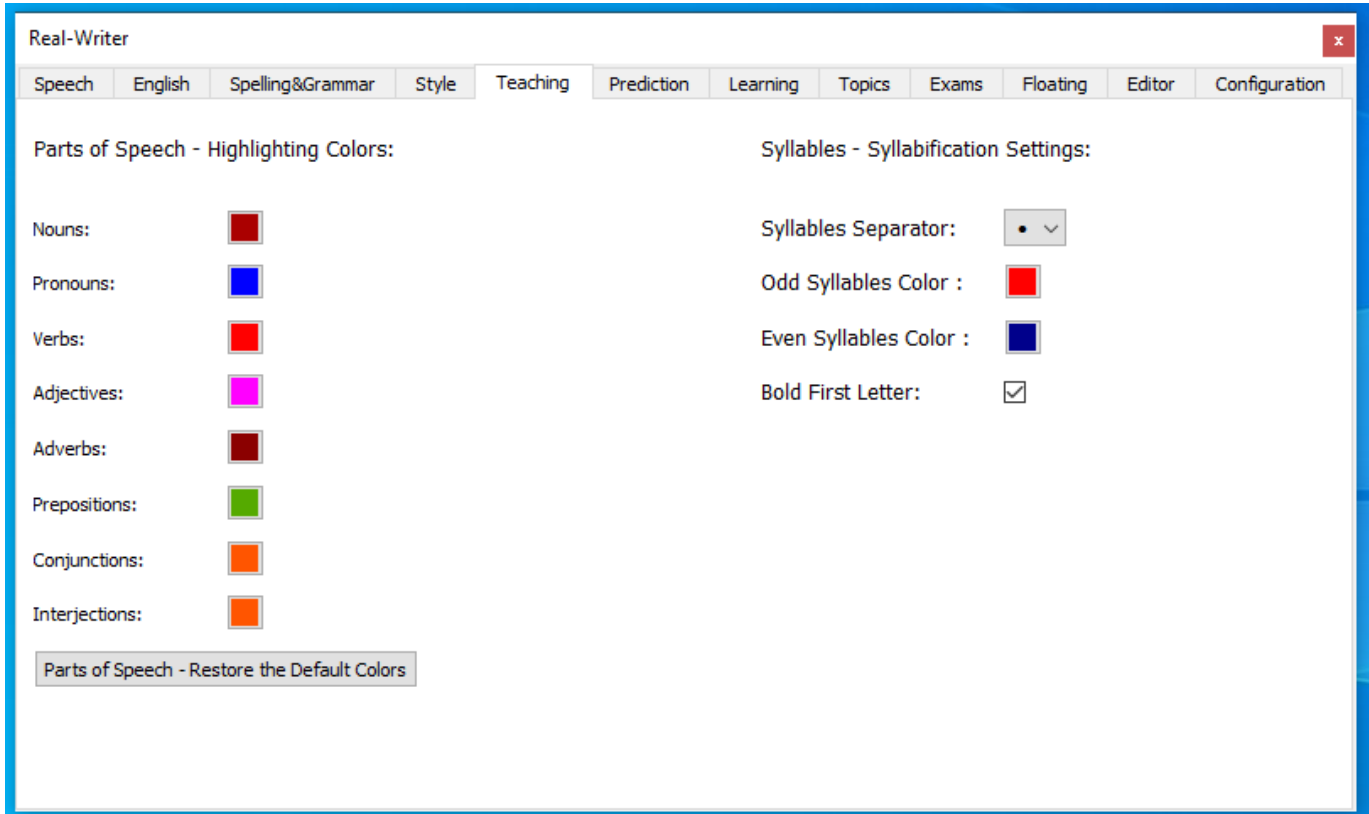 Real-Writer
x
Speech English Spelling&Grammar Style Teaching Prediction Learning Topics Exams Floating Editor Configuration
Parts of Speech - Highlighting Colors:
Nouns:
Pronouns:
Verbs:
Adjectives:
Adverbs:
Prepositions:
Conjunctions:
Interjections:
Parts of Speech - Restore the Default Colors
Syllables - Syllabification Settings:
Syllables Separator: •
Odd Syllables Color :
Even Syllables Color :
Bold First Letter: